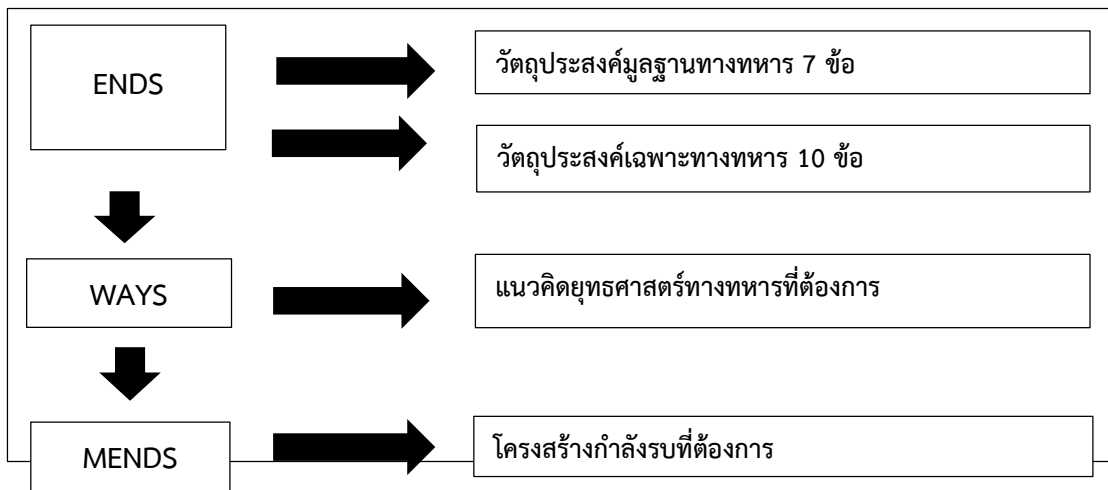 ENDS
วัตถุประสงค์มูลฐานทางทหาร 7 ข้อ
วัตถุประสงค์เฉพาะทางทหาร 10 ข้อ
WAYS
แนวคิดยุทธศาสตร์ทางทหารที่ต้องการ
MENDS
โครงสร้างกำลังรบที่ต้องการ